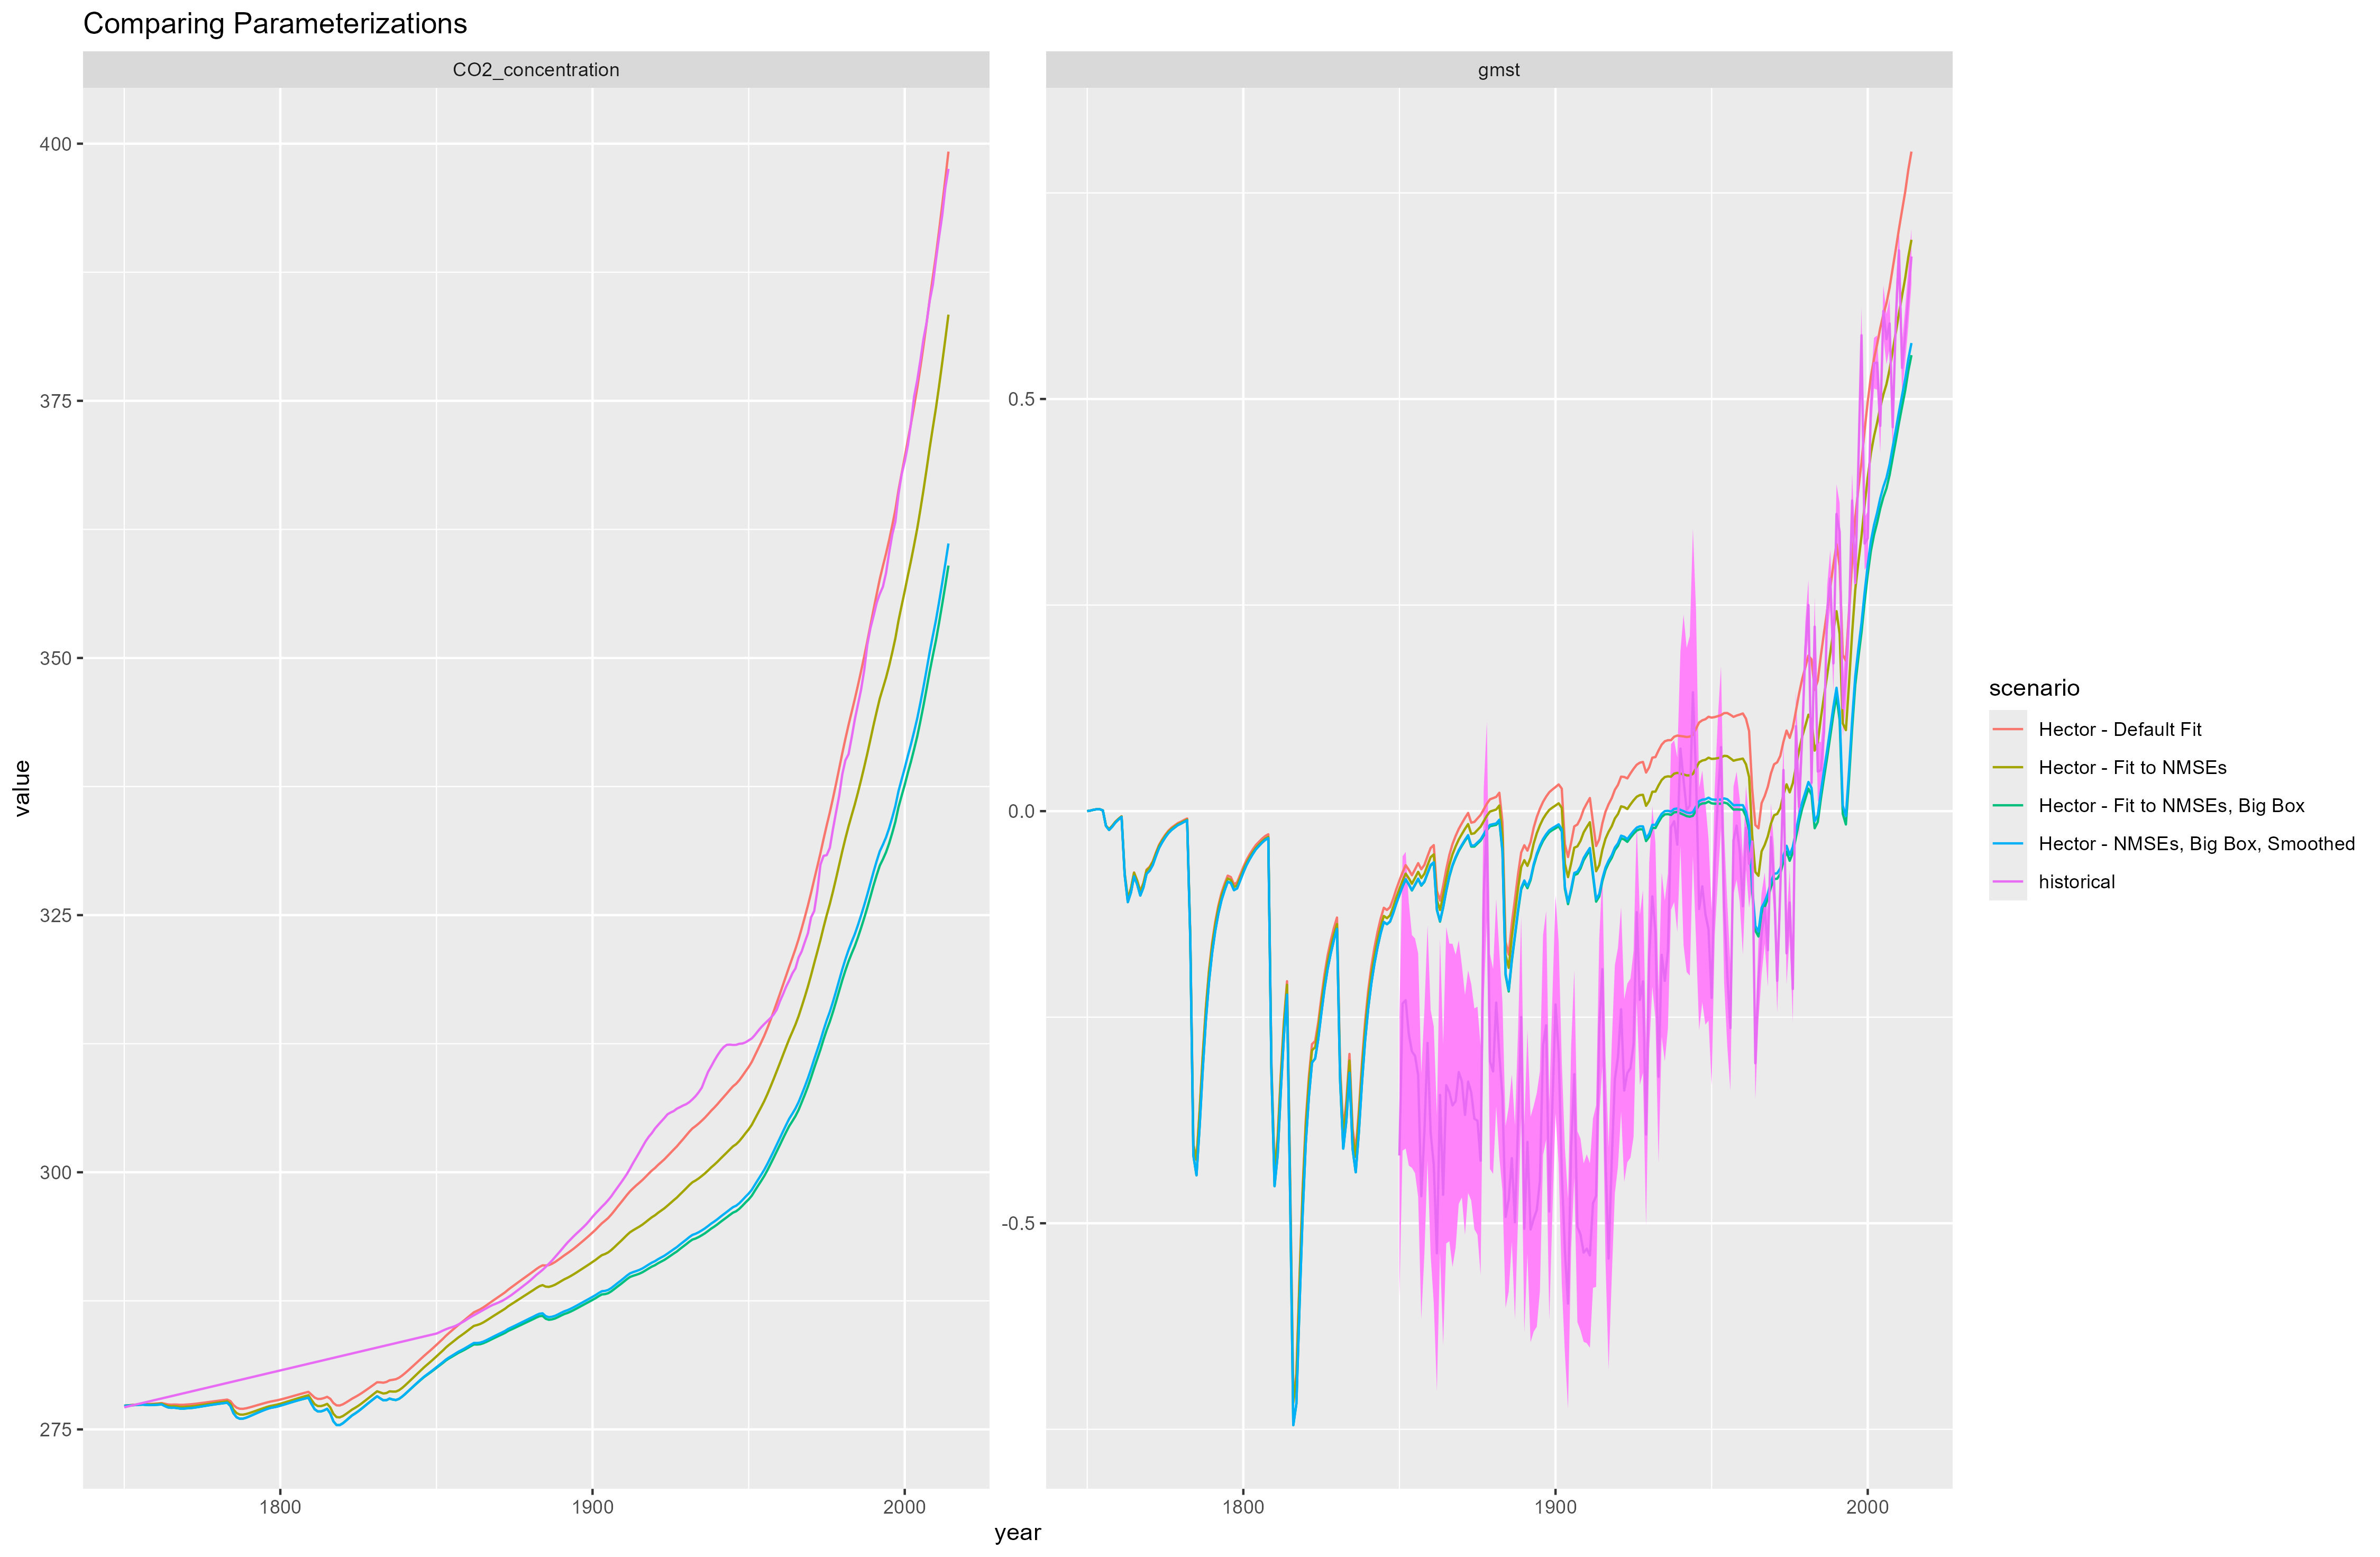 Comparing Parameterizations
CO2_concentration
gmst
value
400
375
350
325
300
275
0.5
0.0
-0.5
1800
1900
2000
1800
1900
2000
year
scenario
Hector - Default Fit
Hector - Fit to NMSEs
Hector - Fit to NMSEs, Big Box
Hector - NMSEs, Big Box, Smoothed
historical